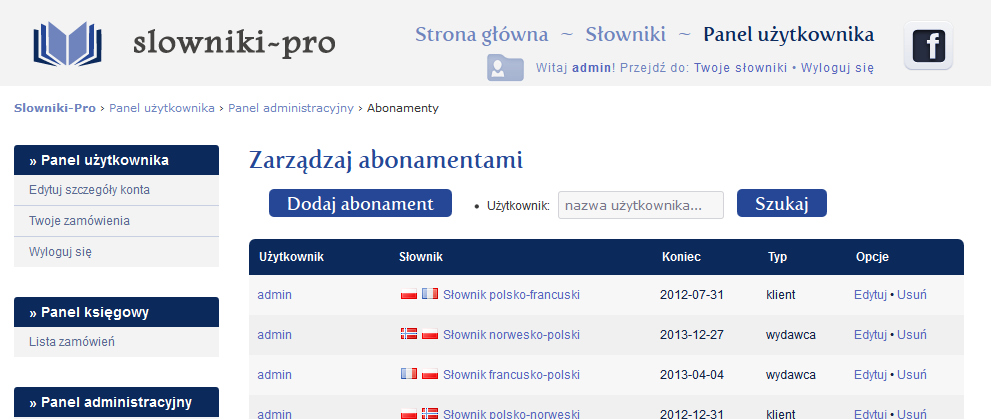 slowniki-pro
Strona główna ~ Słowniki ~ Panel użytkownika
Witaj admin! Przejdź do: Twoje słowniki • Wyloguj się
f
Slowniki-Pro › Panel użytkownika › Panel administracyjny › Abonamenty
» Panel użytkownika
Edytuj szczegóły konta
Twoje zamówienia
Wyloguj się
» Panel księgowy
Lista zamówień
» Panel administracyjny
Zarządzaj abonamentami
Dodaj abonament • Użytkownik: nazwa użytkownika... Szukaj
Użytkownik Słownik Koniec Typ Opcje
admin Słownik polsko-francuski 2012-07-31 klient Edytuj • Usuń
admin Słownik norwesko-polski 2013-12-27 wydawca Edytuj • Usuń
admin Słownik francusko-polski 2013-04-04 wydawca Edytuj • Usuń
admin Słownik polsko-norweski 2012-12-31 klient Edytuj • Usuń